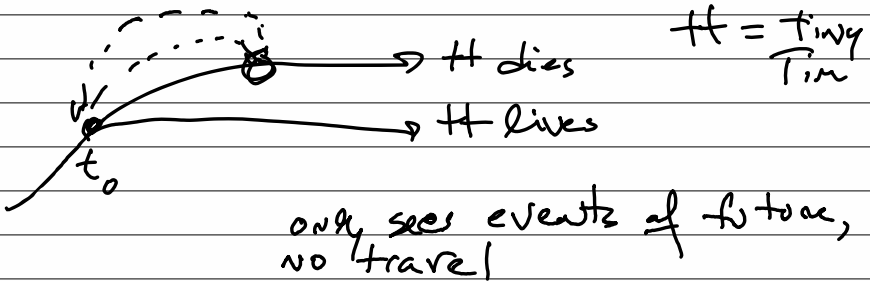 tt = Tiny
Tim
tt dies
tt lives
t₀
only sees events of future,
no travel